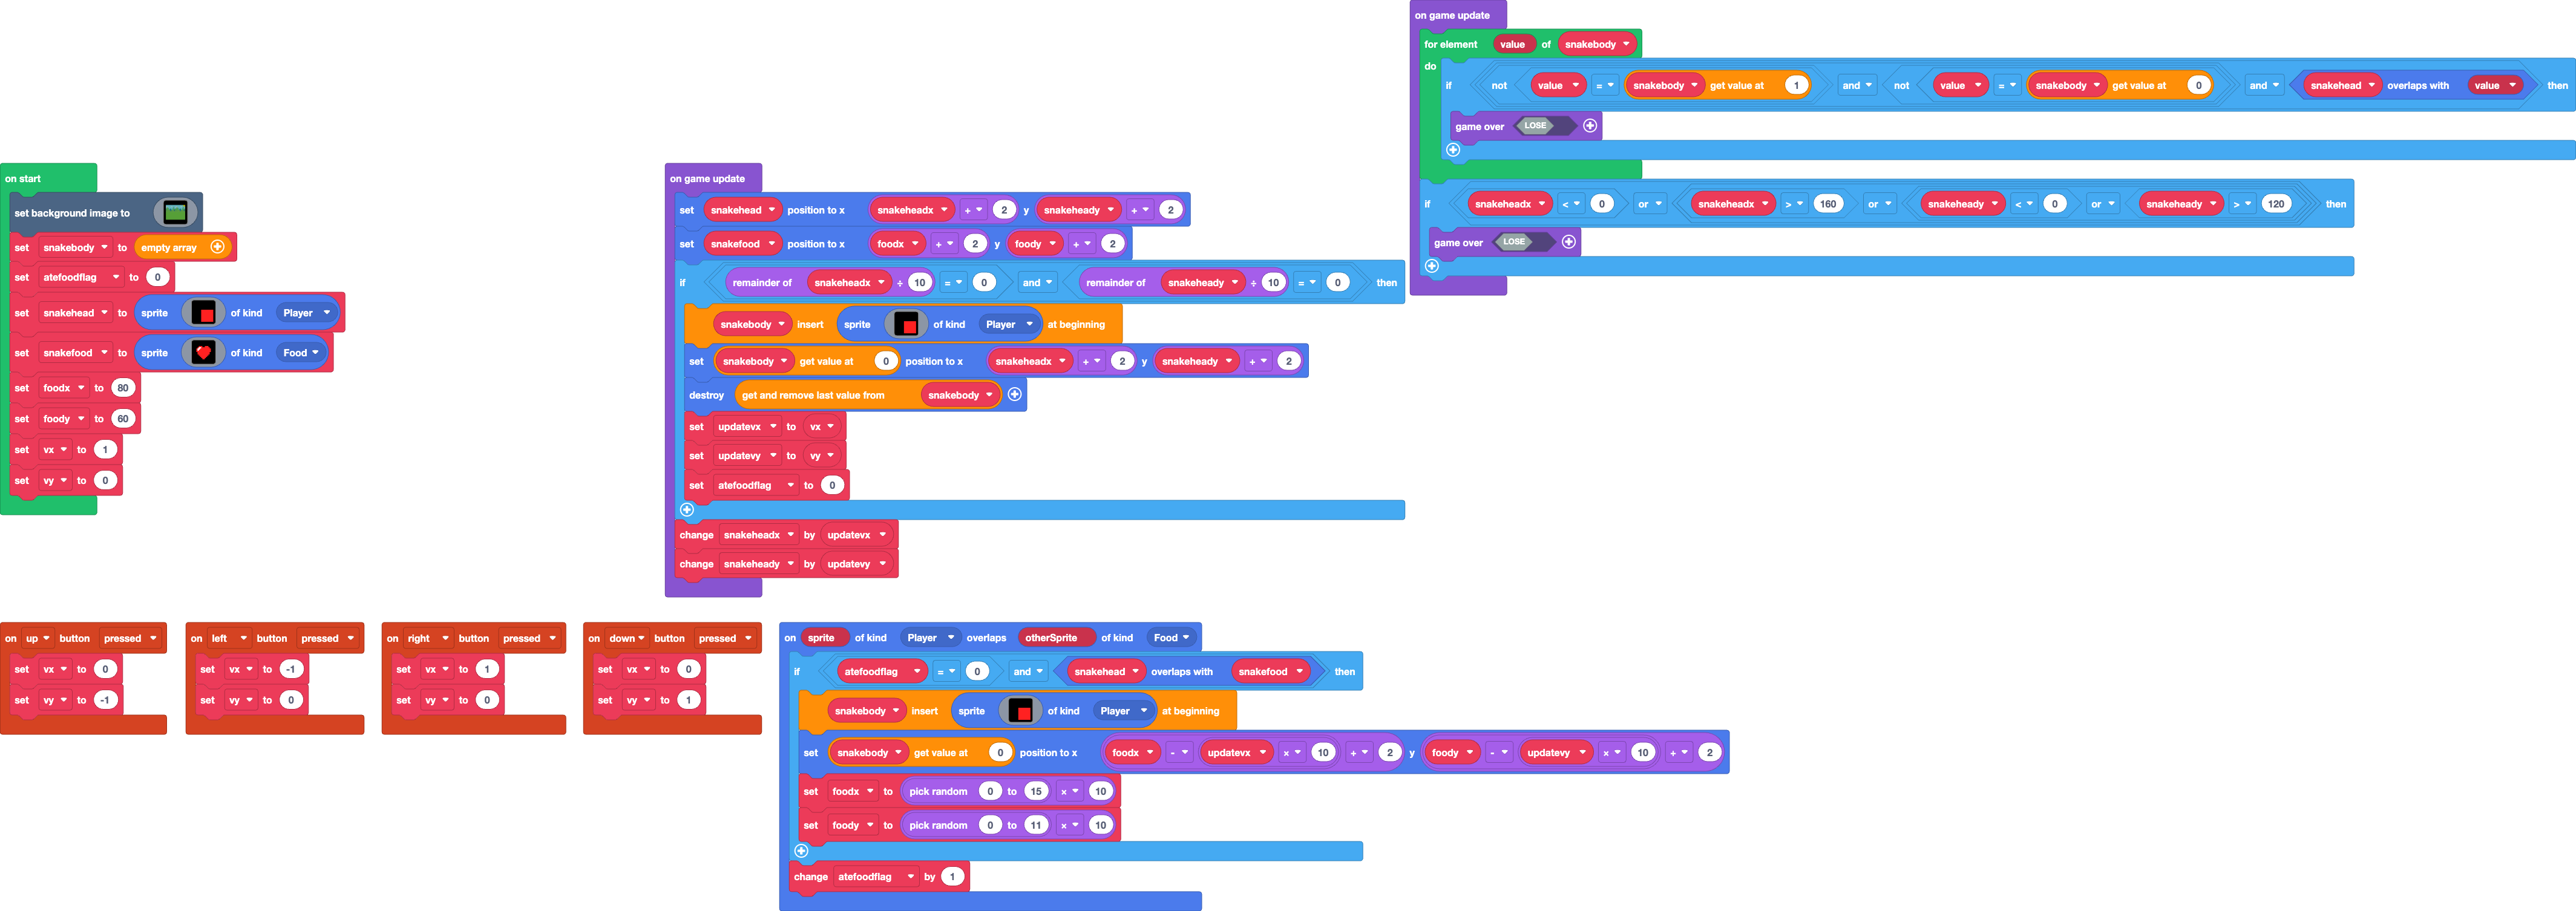 on start
set background image to
set snakebody to empty array
set atefoodflag to 0
set snakehead to sprite of kind Player
set snakefood to sprite of kind Food
set foodx to 80
set foody to 60
set vx to 1
set vy to 0
on game update
set snakehead position to x snakeheadx + 2 y snakeheady + 2
set snakefood position to x foodx + 2 y foody + 2
if remainder of snakeheadx ÷ 10 = 0 and remainder of snakeheady ÷ 10 = 0 then
snakebody insert sprite of kind Player at beginning
set snakebody get value at 0 position to x snakeheadx + 2 y snakeheady + 2
destroy get and remove last value from snakebody
set updatevx to vx
set updatevy to vy
set atefoodflag to 0
change snakeheadx by updatevx
change snakeheady by updatevy
on game update
for element value of snakebody
do
if not value = snakebody get value at 1 and not value = snakebody get value at 0 and snakehead overlaps with value then
game over LOSE
if snakeheadx < 0 or snakeheadx > 160 or snakeheady < 0 or snakeheady > 120 then
game over LOSE
on up button pressed
set vx to 0
set vy to -1
on left button pressed
set vx to -1
set vy to 0
on right button pressed
set vx to 1
set vy to 0
on down button pressed
set vx to 0
set vy to 1
on sprite of kind Player overlaps otherSprite of kind Food
if atefoodflag = 0 and snakehead overlaps with snakefood then
snakebody insert sprite of kind Player at beginning
set snakebody get value at 0 position to x foodx - updatevx × 10 + 2 y foody - updatevy × 10 + 2
set foodx to pick random 0 to 15 × 10
set foody to pick random 0 to 11 × 10
change atefoodflag by 1